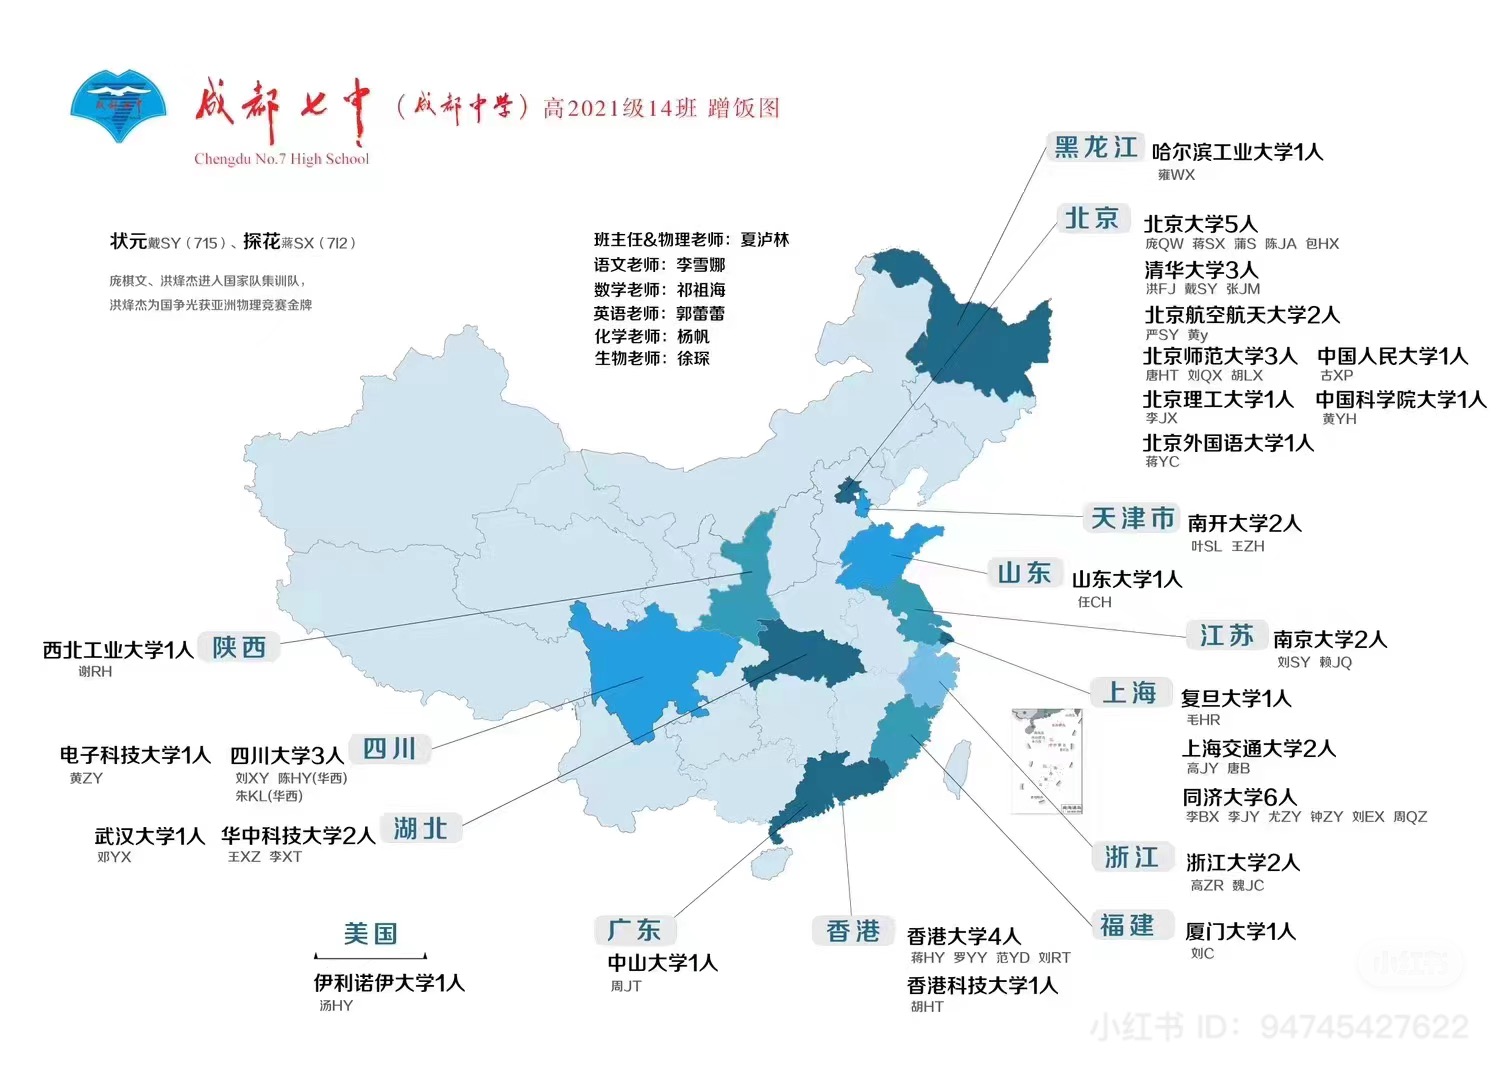 成都七中（成都中学）高2021级14班 蹭饭图
Chengdu No.7 High School
状元戴SY（715）、探花蒋SX（712）
庞棋文、洪烽杰进入国家队集训队，
洪烽杰为国争光获亚洲物理竞赛金牌
班主任&物理老师：夏泸林
语文老师：李雪娜
数学老师：祁祖海
英语老师：郭蕾蕾
化学老师：杨帆
生物老师：徐琛
黑龙江 哈尔滨工业大学1人
雍WX
北京 北京大学5人
庞QW 蒋SX 蒲S 陈JA 包HX
清华大学3人
洪FJ 戴SY 张JM
北京航空航天大学2人
严SY 黄y
北京师范大学3人 中国人民大学1人
唐HT 刘QX 胡LX 古XP
北京理工大学1人 中国科学院大学1人
李JX 黄YH
北京外国语大学1人
蒋YC
天津市 南开大学2人
叶SL 王ZH
山东 山东大学1人
任CH
江苏 南京大学2人
刘SY 赖JQ
上海 复旦大学1人
毛HR
上海交通大学2人
高JY 唐B
同济大学6人
李BX 李JY 尤ZY 钟ZY 刘EX 周QZ
浙江 浙江大学2人
高ZR 魏JC
福建 厦门大学1人
刘C
西北工业大学1人 陕西
谢RH
电子科技大学1人 四川大学3人 四川
黄ZY 刘XY 陈HY(华西)
朱KL(华西)
武汉大学1人 华中科技大学2人 湖北
邓YX 王XZ 李XT
美国
伊利诺伊大学1人
汤HY
广东
中山大学1人
周JT
香港 香港大学4人
蒋HY 罗YY 范YD 刘RT
香港科技大学1人
胡HT
小红书
小红书 ID：94745427622